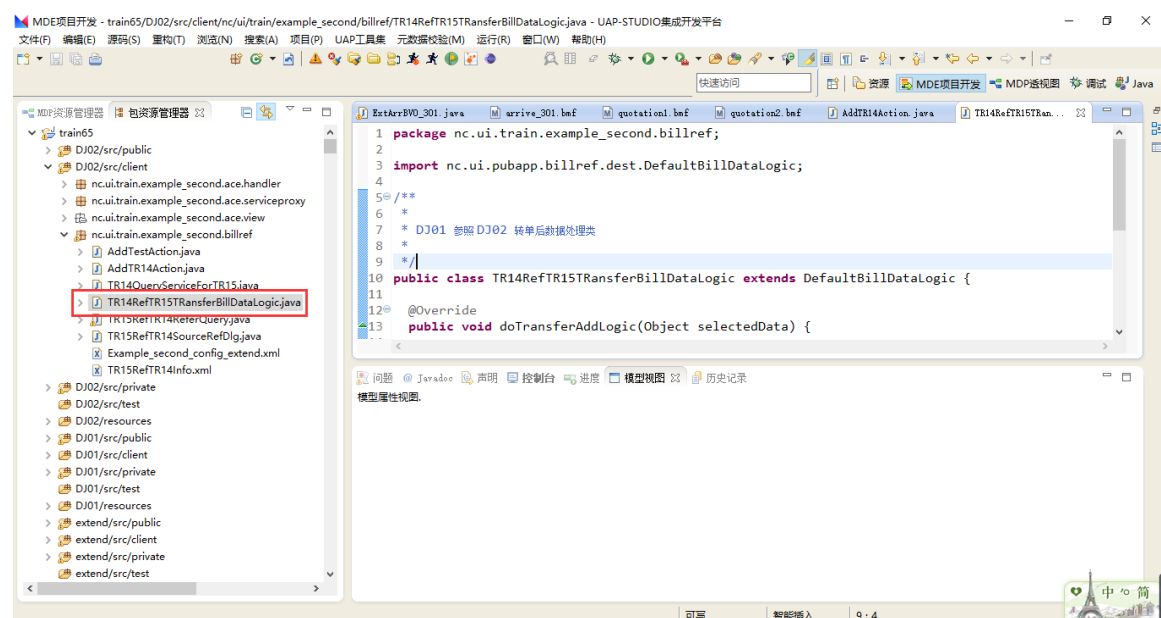 MDE项目开发 - train65/DJ02/src/client/nc/ui/train/example_second/billref/TR14RefTR15TRansferBillDataLogic.java - UAP-STUDIO集成开发平台
文件(F) 编辑(E) 源码(S) 重构(T) 浏览(N) 搜索(A) 项目(P) UAP工具集 元数据校验(M) 运行(R) 窗口(W) 帮助(H)
快速访问
资源 MDE项目开发 MDP透视图 调试 Java
MDP资源管理器 包资源管理器
train65
DJ02/src/public
DJ02/src/client
nc.ui.train.example_second.ace.handler
nc.ui.train.example_second.ace.serviceproxy
nc.ui.train.example_second.ace.view
nc.ui.train.example_second.billref
AddTestAction.java
AddTR14Action.java
TR14QueryServiceForTR15.java
TR14RefTR15TRansferBillDataLogic.java
TR15RefTR14ReferQuery.java
TR15RefTR14SourceRefDlg.java
Example_second_config_extend.xml
TR15RefTR14Info.xml
DJ02/src/private
DJ02/src/test
DJ02/resources
DJ01/src/public
DJ01/src/client
DJ01/src/private
DJ01/src/test
DJ01/resources
extend/src/public
extend/src/client
extend/src/private
extend/src/test
ExtArrBVO_301.java arrive_301.bmf quotation1.bmf quotation2.bmf AddTR14Action.java TR14RefTR15TRan...
1 package nc.ui.train.example_second.billref;
2
3 import nc.ui.pubapp.billref.dest.DefaultBillDataLogic;
4
5 /**
6 *
7 * DJ01 参照DJ02 转单后数据处理类
8 *
9 */
10 public class TR14RefTR15TRansferBillDataLogic extends DefaultBillDataLogic {
11
12 @Override
13 public void doTransferAddLogic(Object selectedData) {
问题 @ Javadoc 声明 控制台 进度 模型视图 历史记录
模型属性视图.
中 简
可写 智能插入 9 : 4